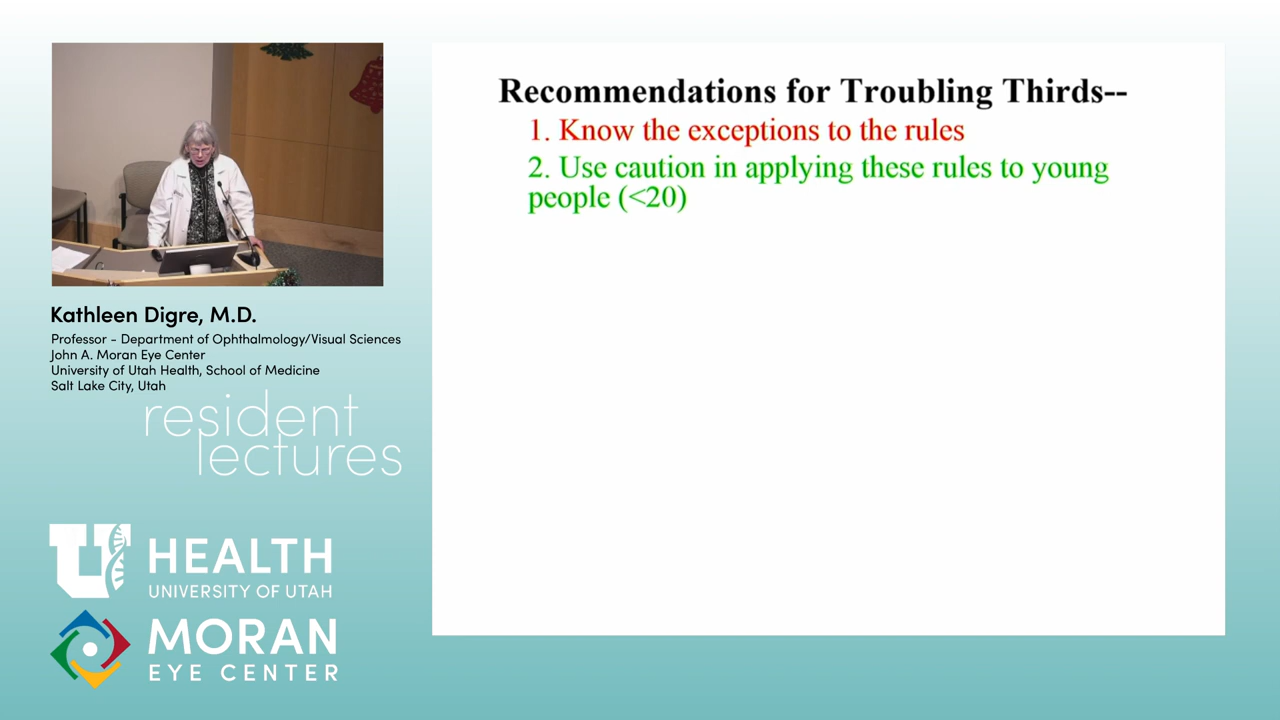 Recommendations for Troubling Thirds--
1. Know the exceptions to the rules
2. Use caution in applying these rules to young
people (<20)
Kathleen Digre, M.D.
Professor - Department of Ophthalmology/Visual Sciences
John A. Moran Eye Center
University of Utah Health, School of Medicine
Salt Lake City, Utah
resident
lectures
U HEALTH
UNIVERSITY OF UTAH
MORAN
EYE CENTER